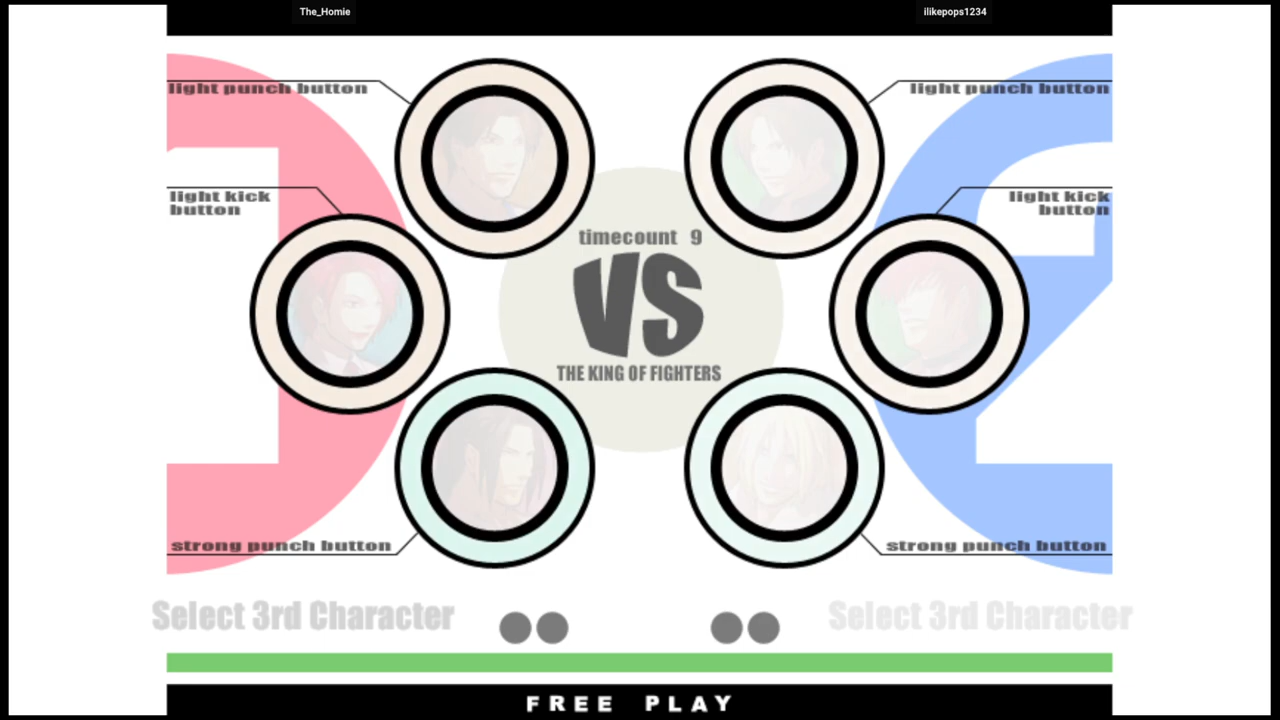 The_Homie
ilikepops1234
light punch button
light punch button
light kick
button
light kick
button
timecount 9
VS
THE KING OF FIGHTERS
strong punch button
strong punch button
Select 3rd Character
Select 3rd Character
FREE PLAY